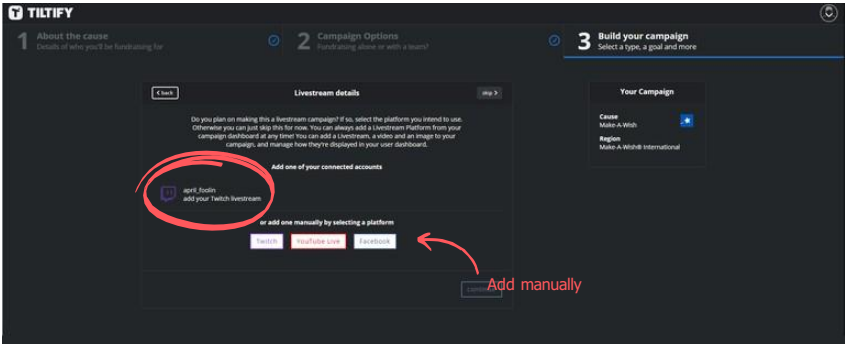 TILTIFY
1 About the cause
Details of who you'll be fundraising for
2 Campaign Options
Fundraising alone or with a team?
3 Build your campaign
Select a type, a goal and more
< back
Livestream details
skip >
Do you plan on making this a livestream campaign? If so, select the platform you intend to use.
Otherwise you can just skip this for now. You can always add a Livestream Platform from your
campaign dashboard at any time! You can add a Livestream, a video and an image to your
campaign, and manage how they're displayed in your user dashboard.
Add one of your connected accounts
april_foolin
add your Twitch livestream
or add one manually by selecting a platform
Twitch
YouTube Live
Facebook
Add manually
Your Campaign
Cause
Make-A-Wish
Region
Make-A-Wish® International